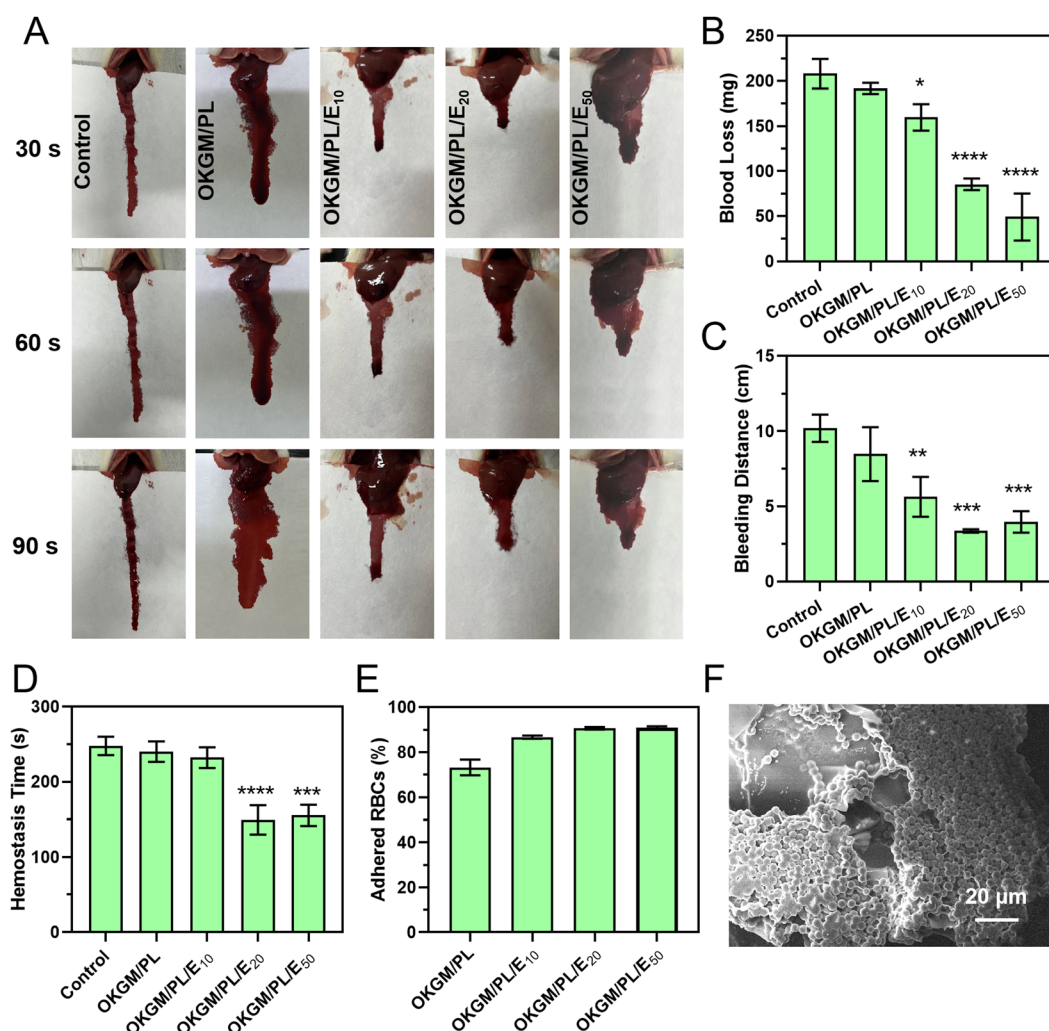 A
Control
OKGM/PL
OKGM/PL/E10
OKGM/PL/E20
OKGM/PL/E50
30 s
60 s
90 s
B
Blood Loss (mg)
250
200
150
100
50
0
*
****
****
Control
OKGM/PL
OKGM/PL/E10
OKGM/PL/E20
OKGM/PL/E50
C
Bleeding Distance (cm)
15
10
5
0
**
***
***
Control
OKGM/PL
OKGM/PL/E10
OKGM/PL/E20
OKGM/PL/E50
D
Hemostasis Time (s)
300
200
100
0
****
***
Control
OKGM/PL
OKGM/PL/E10
OKGM/PL/E20
OKGM/PL/E50
E
Adhered RBCs (%)
100
80
60
40
20
0
OKGM/PL
OKGM/PL/E10
OKGM/PL/E20
OKGM/PL/E50
F
20 μm